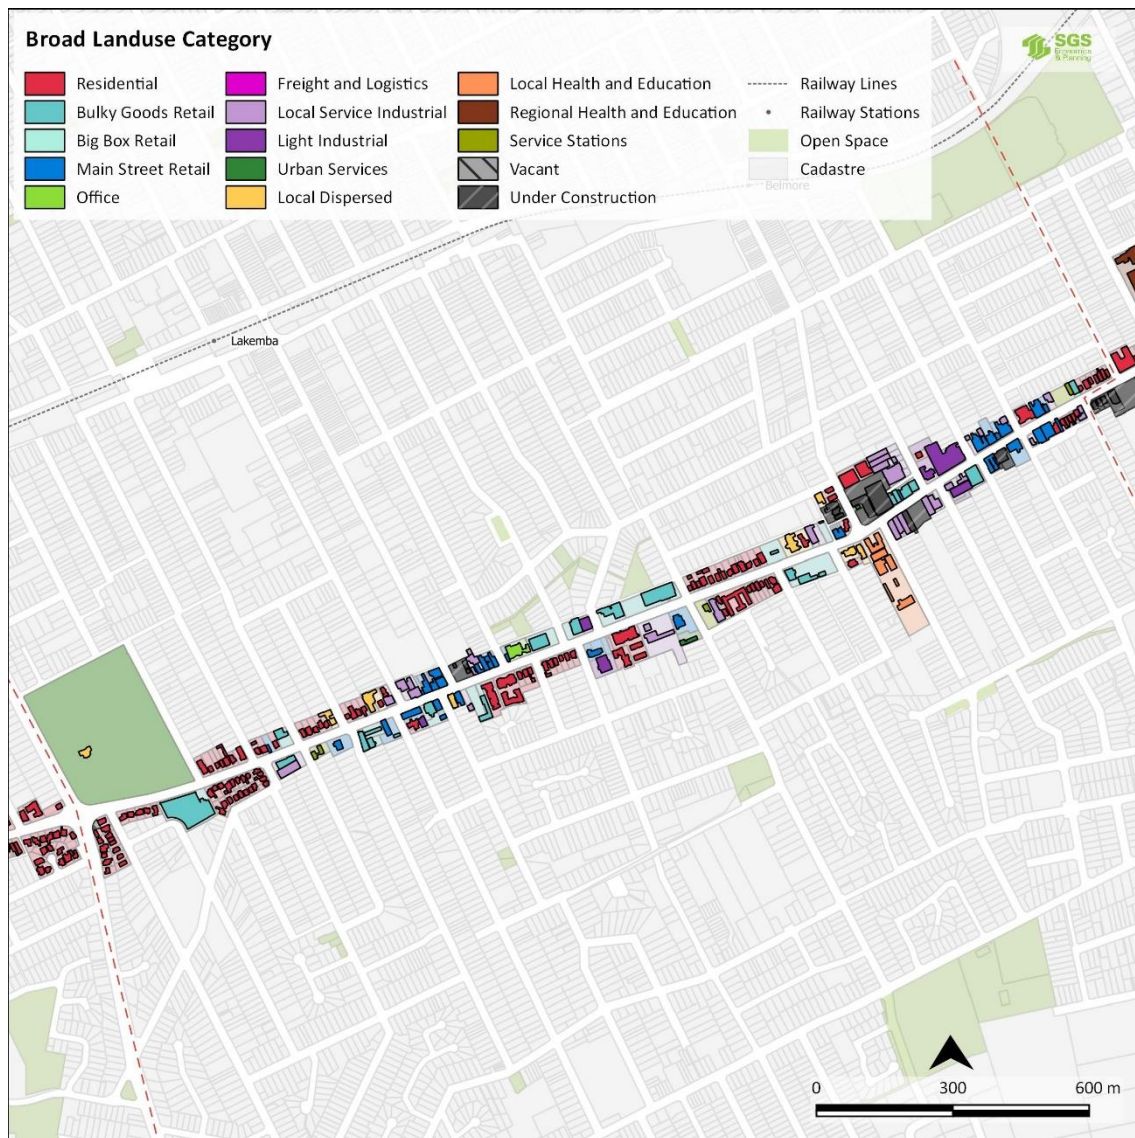 Broad Landuse Category
Residential
Bulky Goods Retail
Big Box Retail
Main Street Retail
Office
Freight and Logistics
Local Service Industrial
Light Industrial
Urban Services
Local Dispersed
Local Health and Education
Regional Health and Education
Service Stations
Vacant
Under Construction
Railway Lines
Railway Stations
Open Space
Cadastre
SGS
Economics
& Planning
Belmore
Lakemba
0 300 600 m